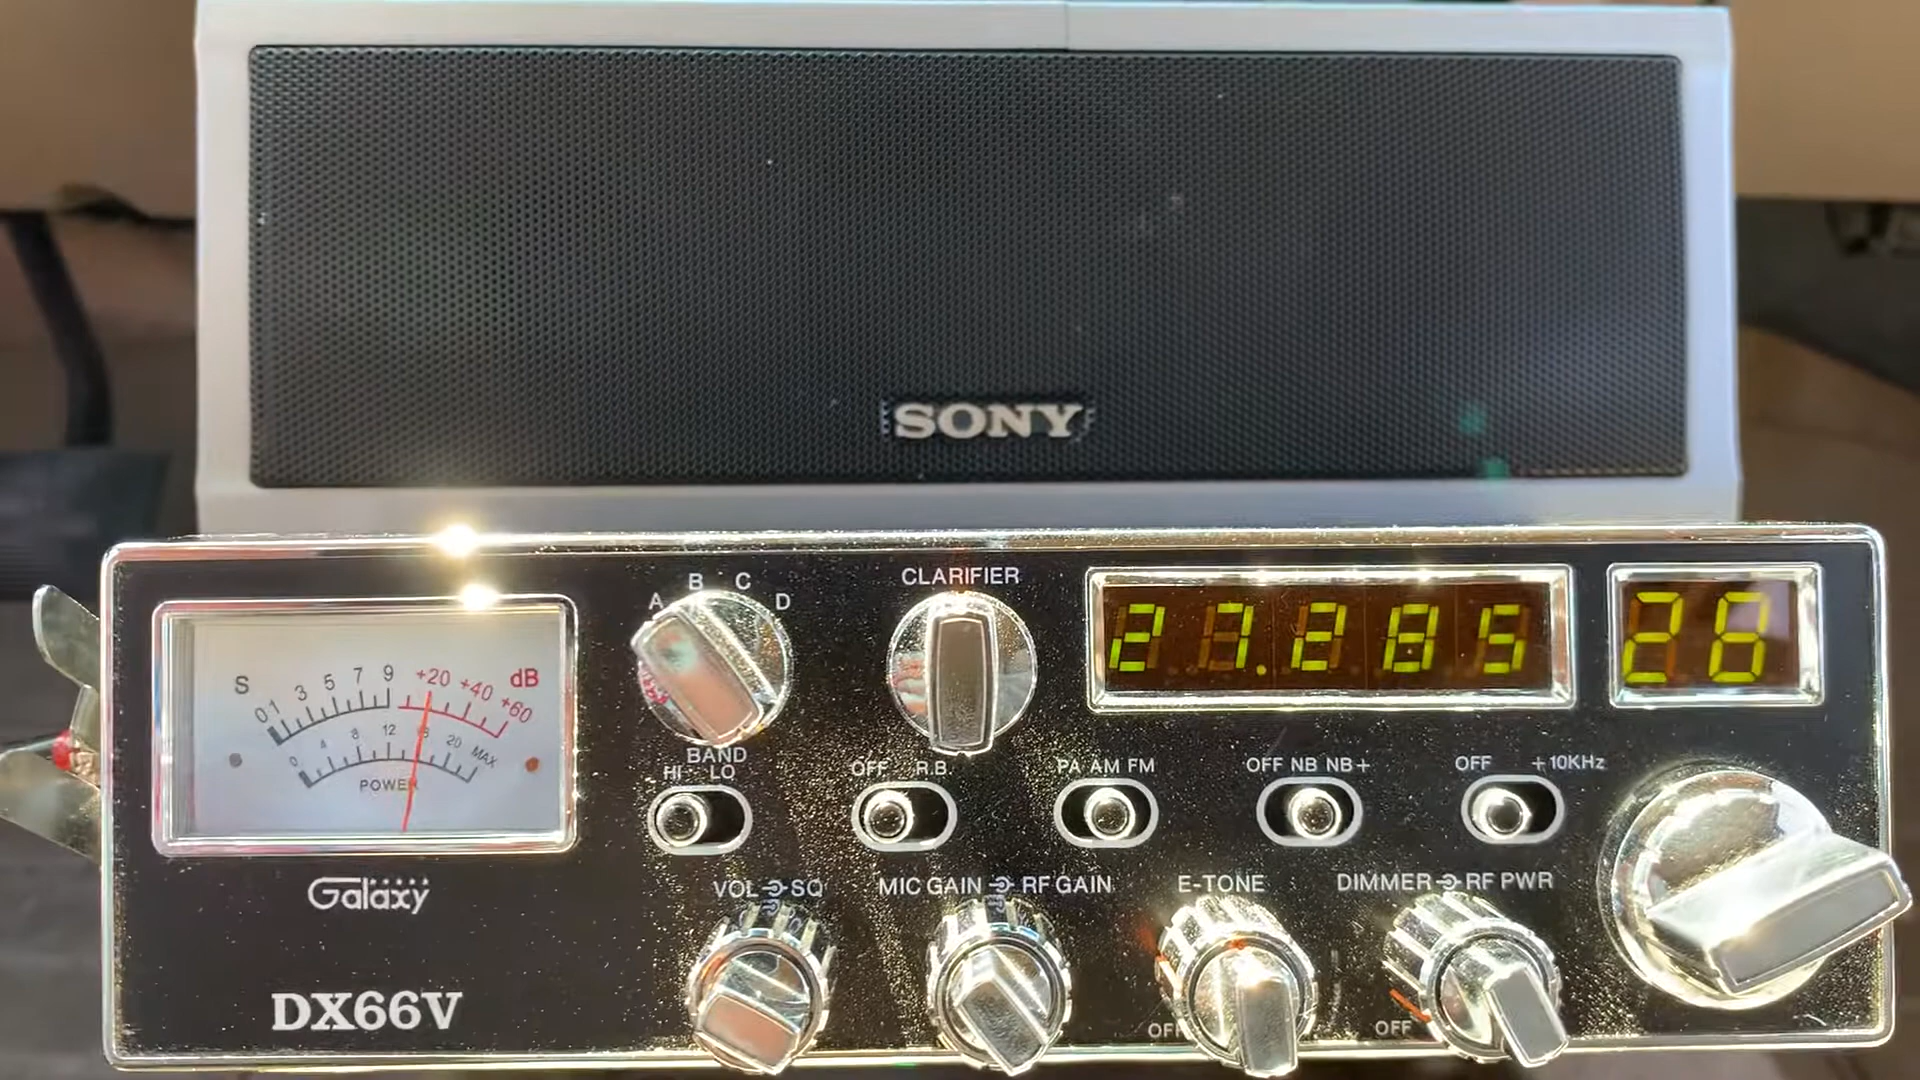 SONY
CLARIFIER
A B C D
27.285
28
S 0 1 3 5 7 9 +20 +40 +60 dB
0 4 8 12 20 MAX
POWER
BAND
HI LO
OFF R.B.
PA AM FM
OFF NB NB+
OFF +10KHz
Galaxy
VOL SQ
MIC GAIN RF GAIN
E-TONE
DIMMER RF PWR
DX66V
OFF
OFF